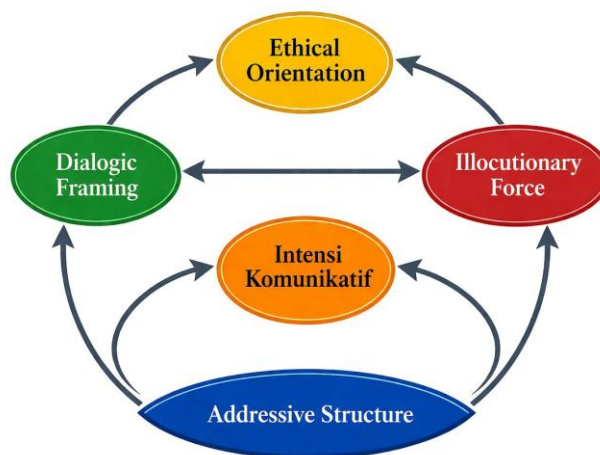 Ethical
Orientation
Dialogic
Framing
Illocutionary
Force
Intensi
Komunikatif
Addressive Structure